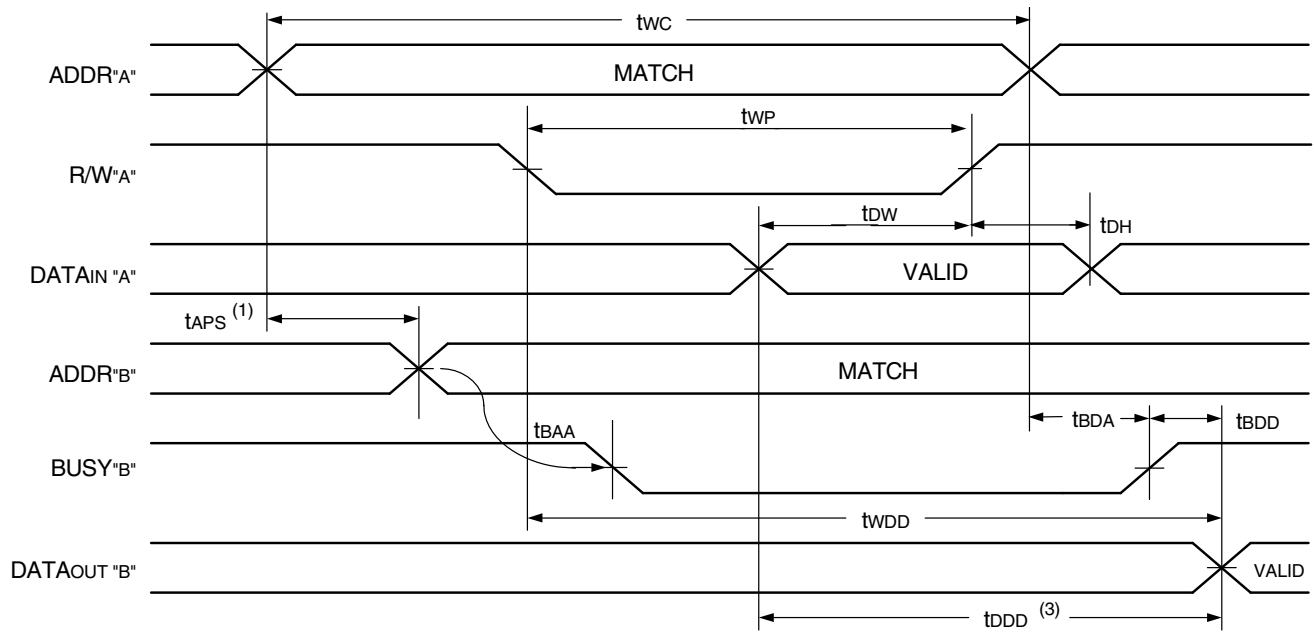 tWC
ADDR"A" MATCH
tWP
R/W"A"
tDW tDH
DATAIN "A" VALID
tAPS (1)
ADDR"B" MATCH
tBAA tBDA tBDD
BUSY"B"
tWDD
DATAOUT "B" VALID
tDDD (3)